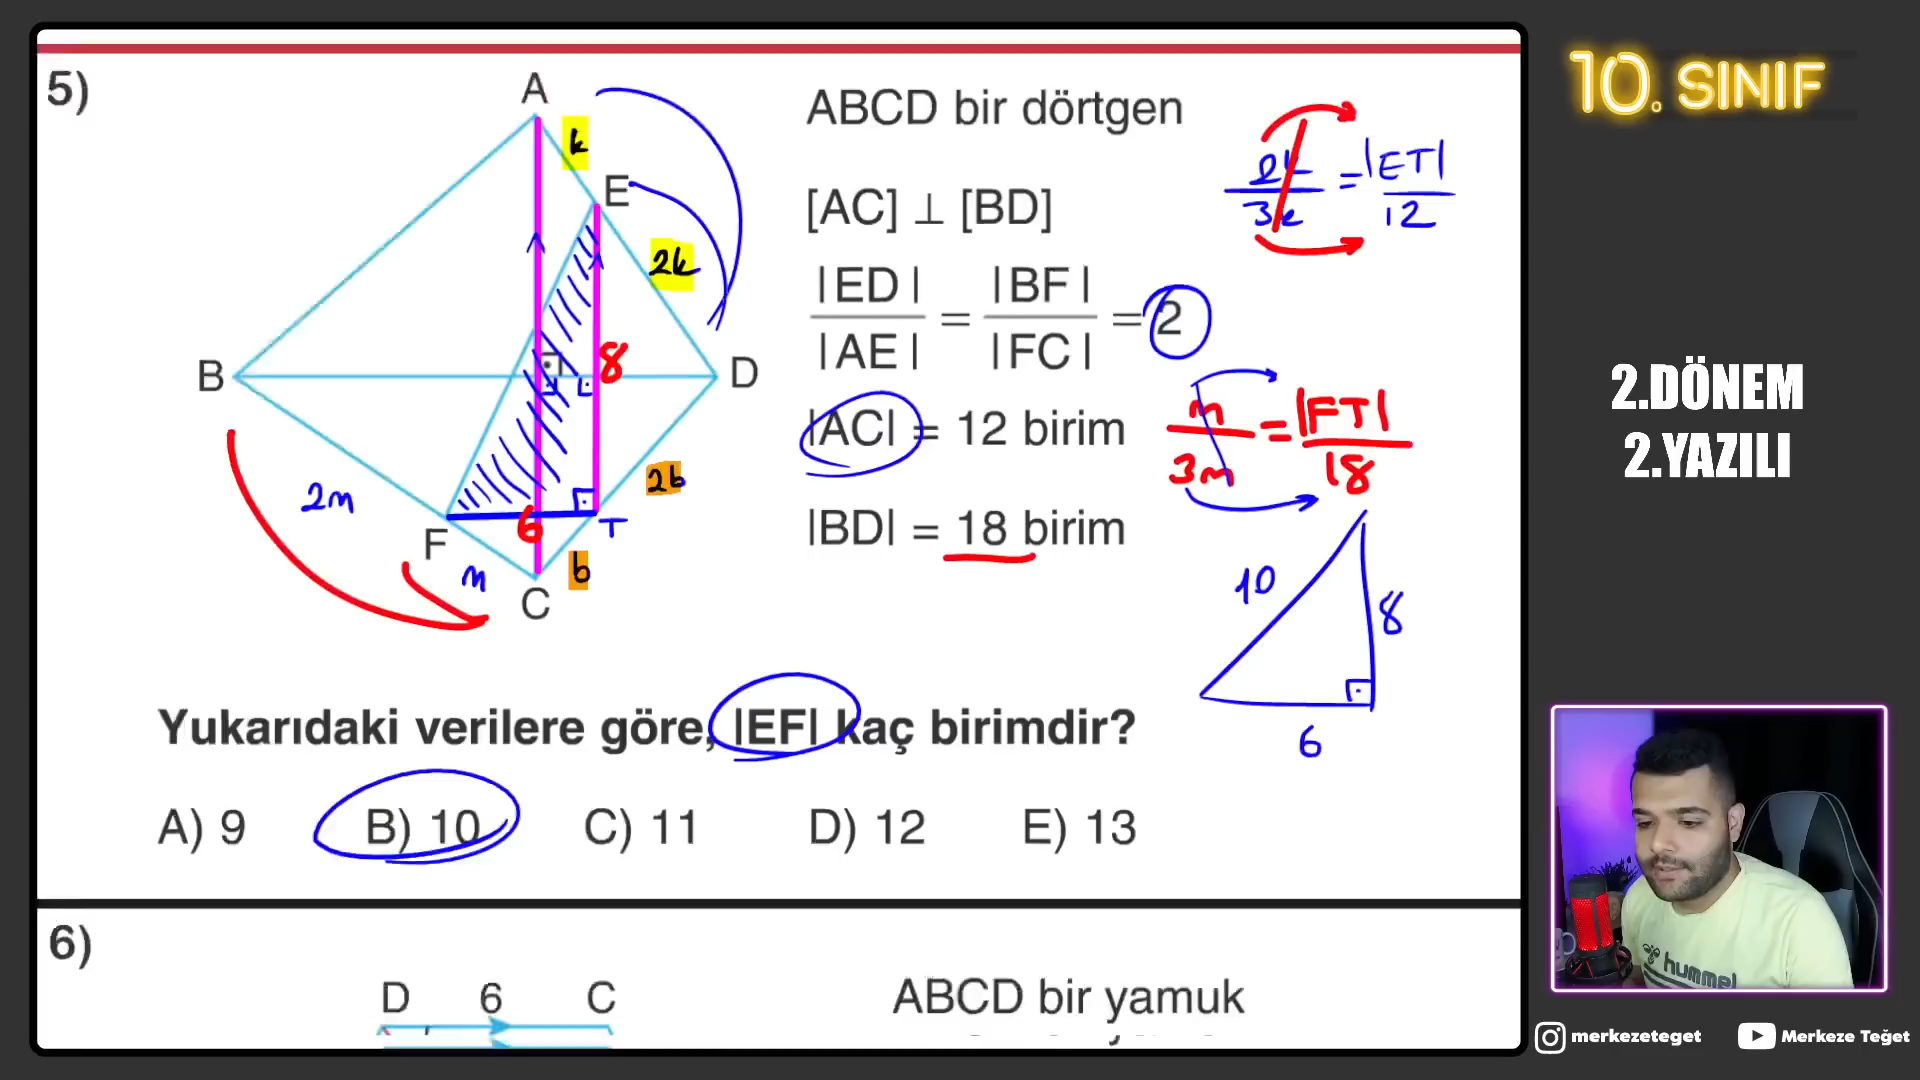 5)
A
k
E
2k
B
D
8
2m
2b
F
6
T
m
b
C
ABCD bir dörtgen
[AC] ⊥ [BD]
|ED| / |AE| = |BF| / |FC| = 2
|AC| = 12 birim
|BD| = 18 birim
2k / 3k = |ET| / 12
m / 3m = |FT| / 18
10
8
6
Yukarıdaki verilere göre, |EF| kaç birimdir?
A) 9 B) 10 C) 11 D) 12 E) 13
6)
D 6 C
ABCD bir yamuk
10. SINIF
2.DÖNEM
2.YAZILI
hummel
merkezeteget
Merkeze Teğet